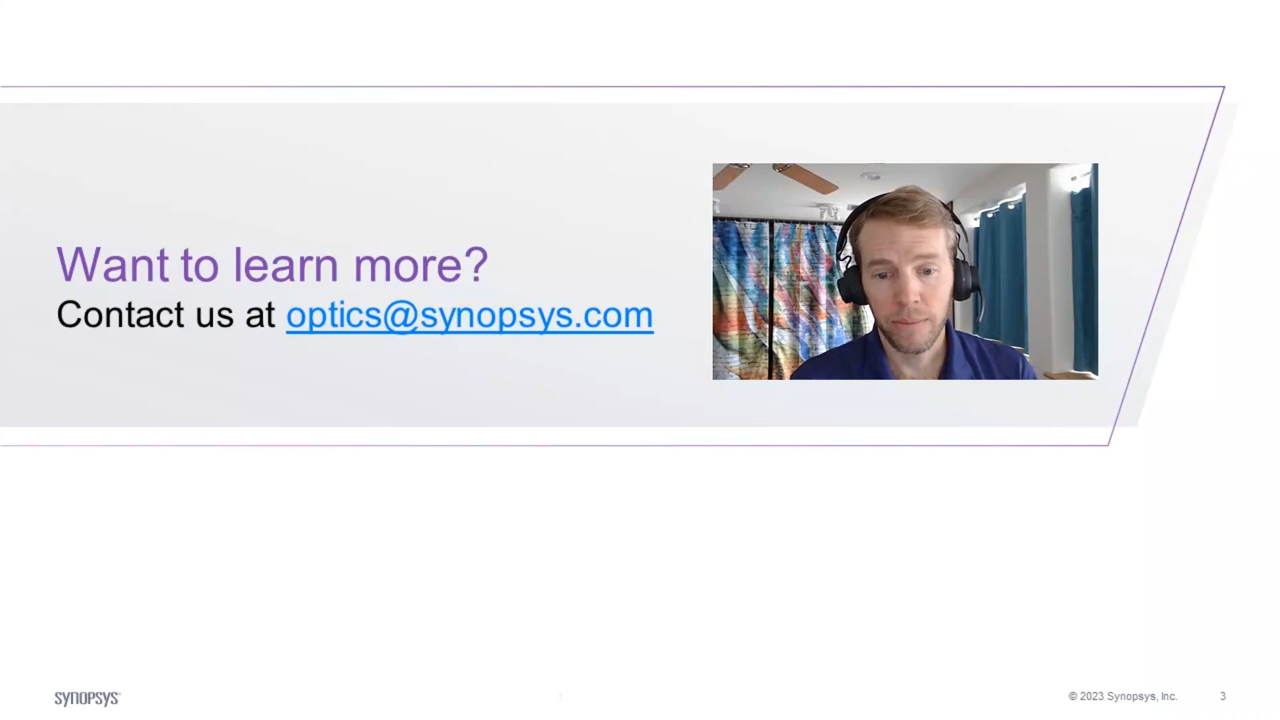 Want to learn more?
Contact us at optics@synopsys.com
SYNOPSYS
© 2023 Synopsys, Inc.
3